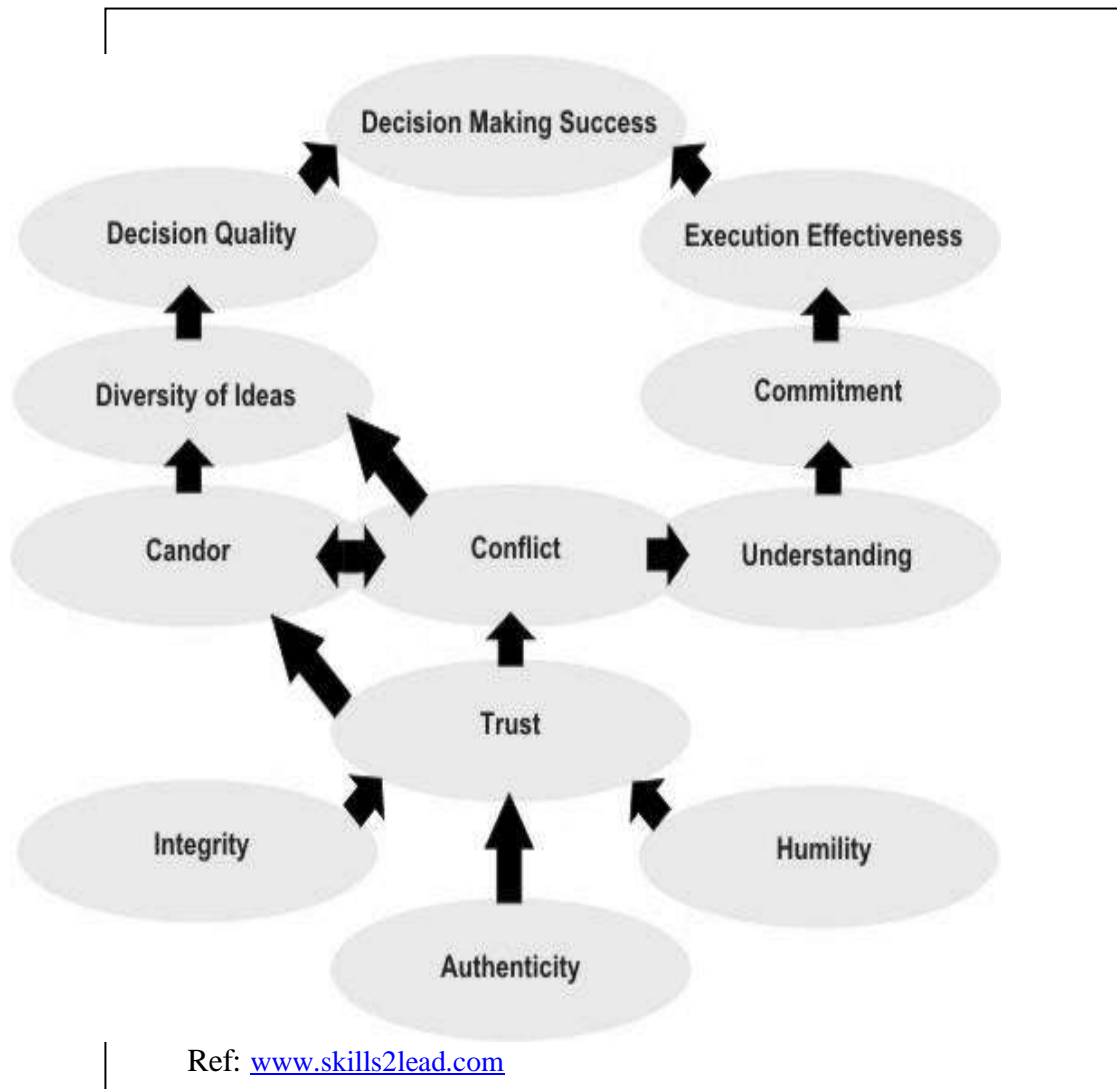 Decision Making Success
Decision Quality
Execution Effectiveness
Diversity of Ideas
Commitment
Candor
Conflict
Understanding
Trust
Integrity
Humility
Authenticity
Ref: www.skills2lead.com